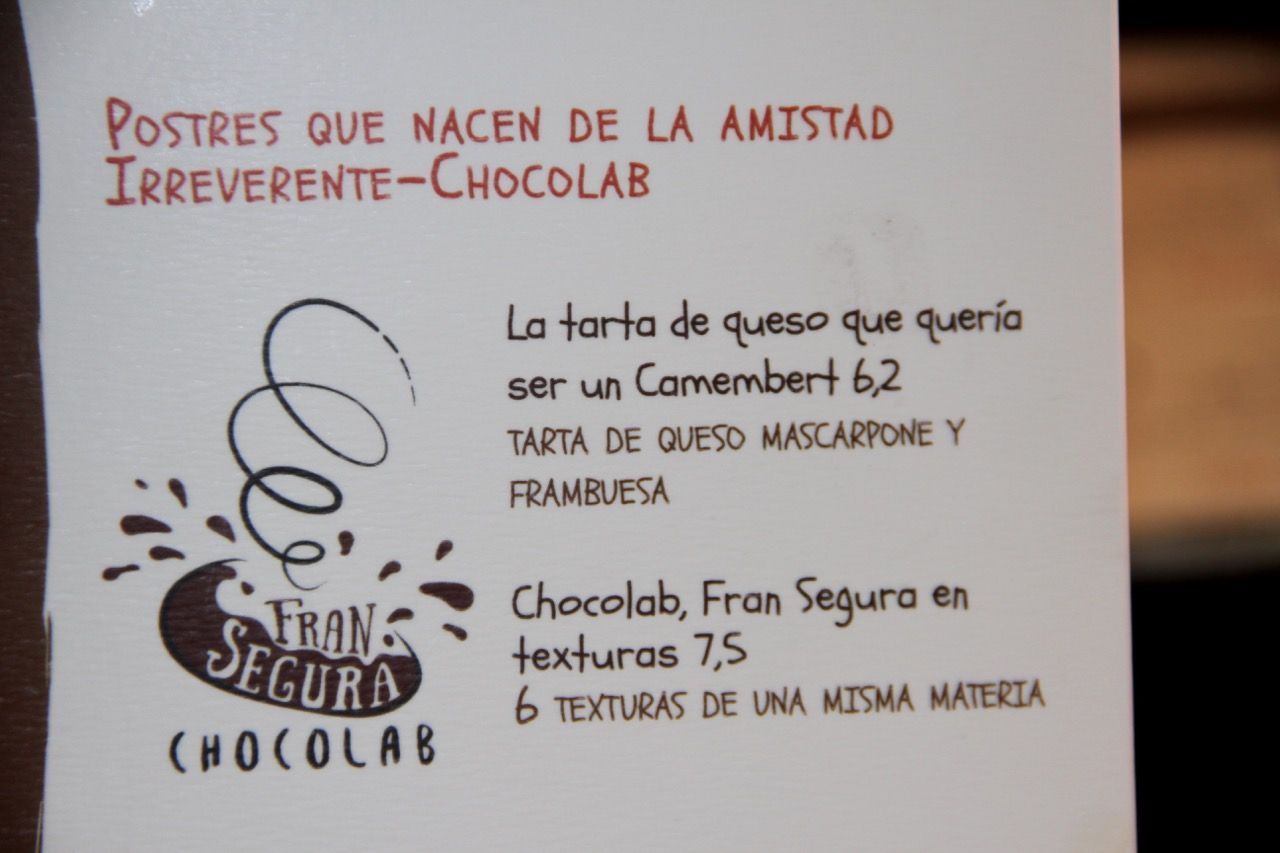 POSTRES QUE NACEN DE LA AMISTAD
IRREVERENTE-CHOCOLAB
La tarta de queso que quería
ser un Camembert 6,2
TARTA DE QUESO MASCARPONE Y
FRAMBUESA
Chocolab, Fran Segura en
texturas 7,5
6 TEXTURAS DE UNA MISMA MATERIA
FRAN
SEGURA
CHOCOLAB